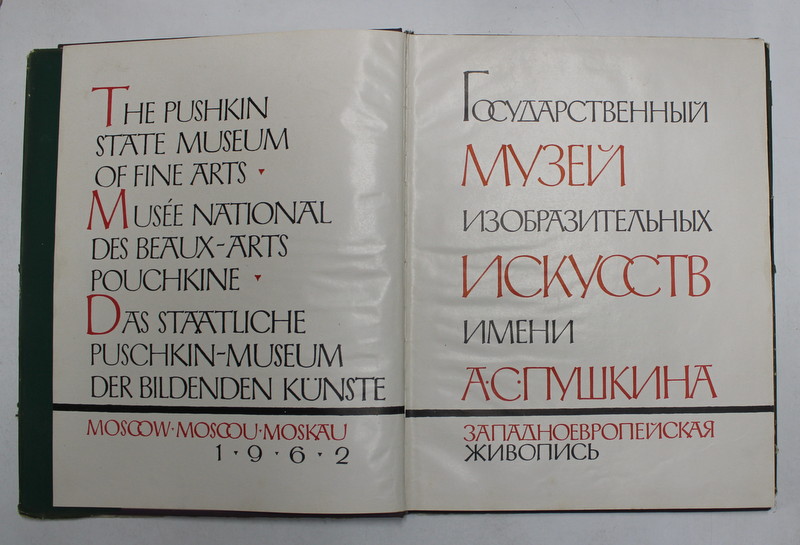 THE PUSHKIN
STATE MUSEUM
OF FINE ARTS ▾
MUSÉE NATIONAL
DES BEAUX-ARTS
POUCHKINE ▾
DAS STAATLICHE
PUSCHKIN-MUSEUM
DER BILDENDEN KÜNSTE
MOSCOW·MOSCOU·MOSKAU
1·9·6·2
ГОСУДАРСТВЕННЫЙ
МУЗЕЙ
ИЗОБРАЗИТЕЛЬНЫХ
ИСКУССТВ
ИМЕНИ
А·С·ПУШКИНА
ЗАПАДНОЕВРОПЕЙСКАЯ
ЖИВОПИСЬ